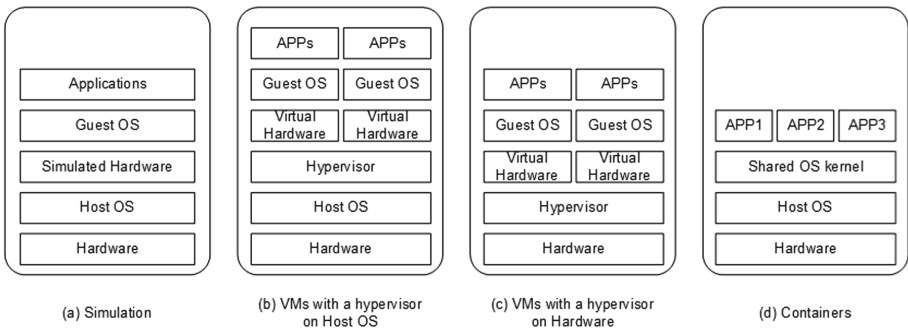 Applications
Guest OS
Simulated Hardware
Host OS
Hardware
(a) Simulation
APPs APPs
Guest OS Guest OS
Virtual Hardware Virtual Hardware
Hypervisor
Host OS
Hardware
(b) VMs with a hypervisor
on Host OS
APPs APPs
Guest OS Guest OS
Virtual Hardware Virtual Hardware
Hypervisor
Hardware
(c) VMs with a hypervisor
on Hardware
APP1 APP2 APP3
Shared OS kernel
Host OS
Hardware
(d) Containers